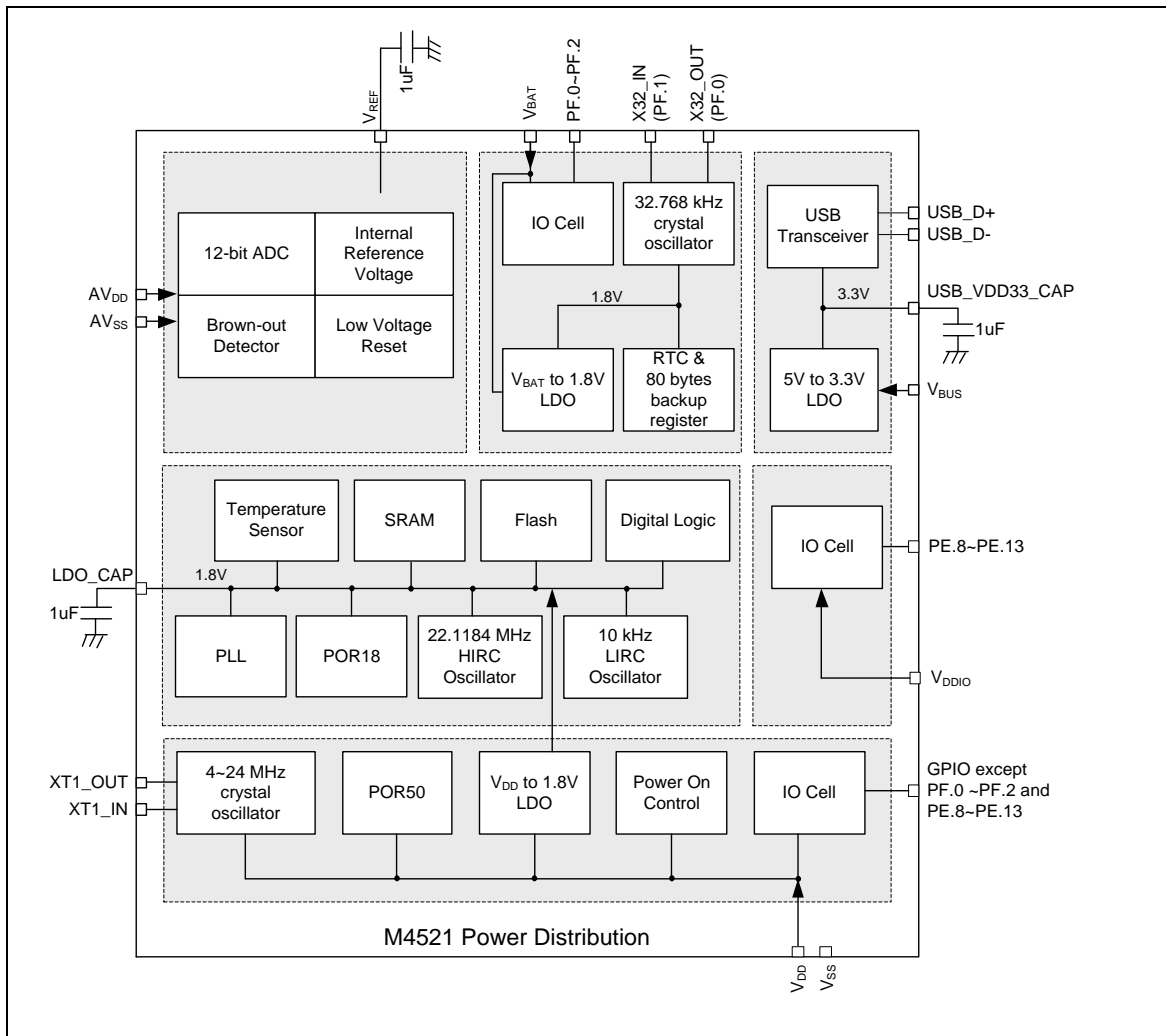 1uF
VREF
VBAT
PF.0~PF.2
X32_IN
(PF.1)
X32_OUT
(PF.0)
12-bit ADC
Internal
Reference
Voltage
Brown-out
Detector
Low Voltage
Reset
AVDD
AVSS
IO Cell
32.768 kHz
crystal
oscillator
1.8V
VBAT to 1.8V
LDO
RTC &
80 bytes
backup
register
USB
Transceiver
USB_D+
USB_D-
3.3V
USB_VDD33_CAP
1uF
5V to 3.3V
LDO
VBUS
Temperature
Sensor
SRAM
Flash
Digital Logic
LDO_CAP
1.8V
1uF
PLL
POR18
22.1184 MHz
HIRC
Oscillator
10 kHz
LIRC
Oscillator
IO Cell
PE.8~PE.13
VDDIO
XT1_OUT
XT1_IN
4~24 MHz
crystal
oscillator
POR50
VDD to 1.8V
LDO
Power On
Control
IO Cell
GPIO except
PF.0 ~PF.2 and
PE.8~PE.13
M4521 Power Distribution
VDD
VSS